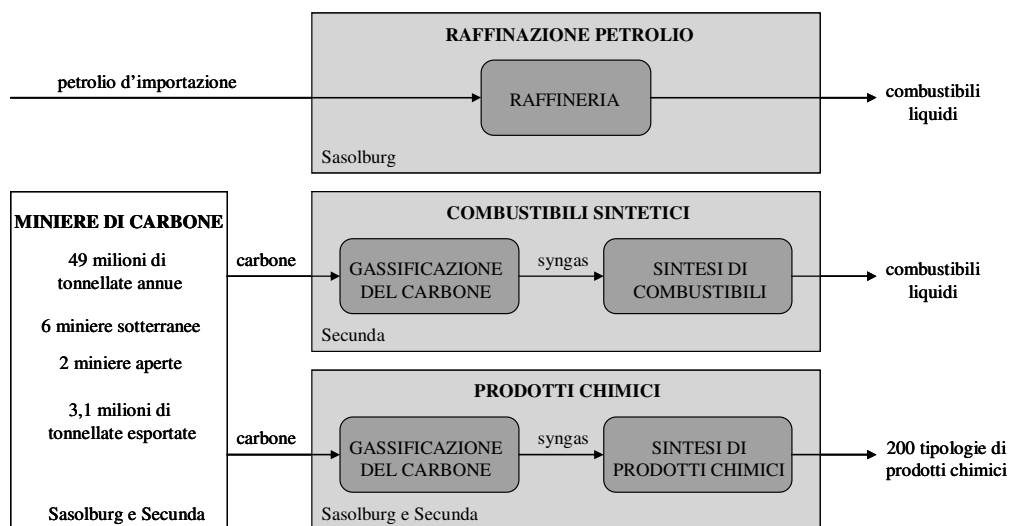 RAFFINAZIONE PETROLIO
petrolio d'importazione
RAFFINERIA
combustibili
liquidi
Sasolburg
MINIERE DI CARBONE
49 milioni di
tonnellate annue
6 miniere sotterranee
2 miniere aperte
3,1 milioni di
tonnellate esportate
Sasolburg e Secunda
COMBUSTIBILI SINTETICI
carbone
GASSIFICAZIONE
DEL CARBONE
syngas
SINTESI DI
COMBUSTIBILI
combustibili
liquidi
Secunda
PRODOTTI CHIMICI
carbone
GASSIFICAZIONE
DEL CARBONE
syngas
SINTESI DI
PRODOTTI CHIMICI
200 tipologie di
prodotti chimici
Sasolburg e Secunda